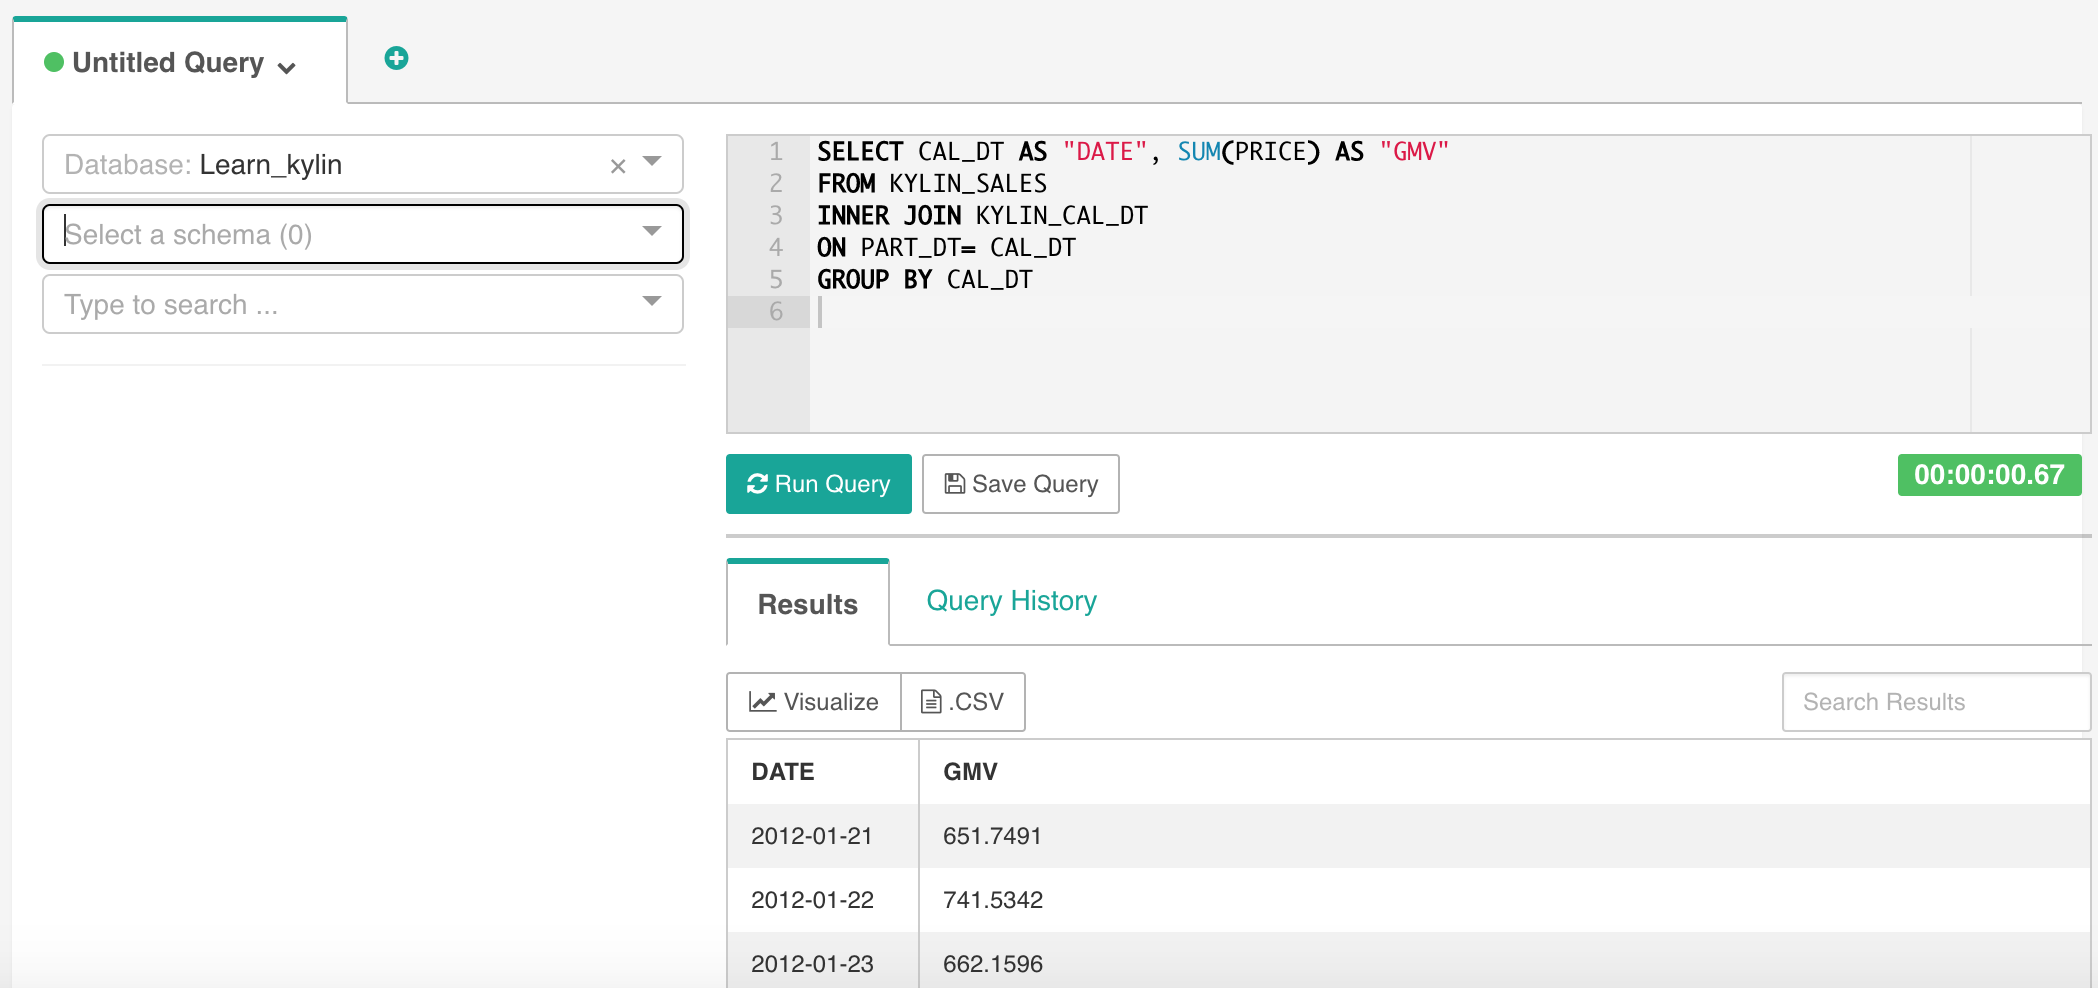 Untitled Query
Database: Learn_kylin
Select a schema (0)
Type to search ...
1 SELECT CAL_DT AS "DATE", SUM(PRICE) AS "GMV"
2 FROM KYLIN_SALES
3 INNER JOIN KYLIN_CAL_DT
4 ON PART_DT= CAL_DT
5 GROUP BY CAL_DT
6
Run Query Save Query 00:00:00.67
Results Query History
Visualize .CSV Search Results
DATE GMV
2012-01-21 651.7491
2012-01-22 741.5342
2012-01-23 662.1596